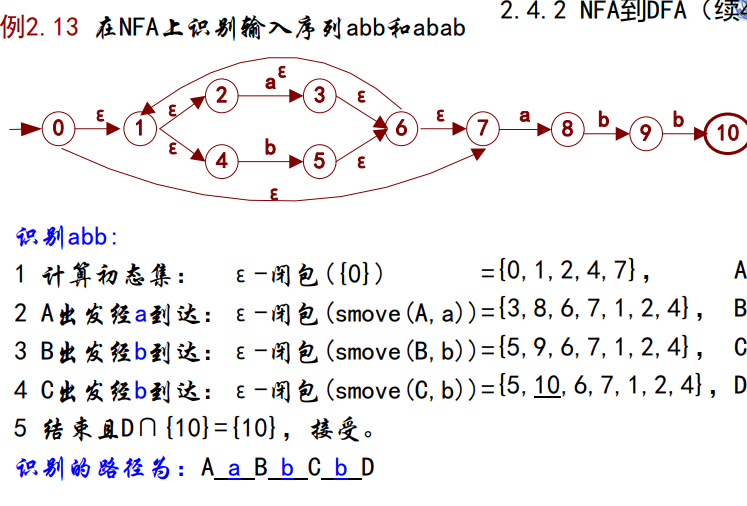 2.4.2 NFA到DFA（续
例2.13 在NFA上识别输入序列abb和abab
ε
a
2 3
ε ε
ε ε a b b
0 1 6 7 8 9 10
ε b ε
4 5
ε
识别abb:
1 计算初态集： ε-闭包({0}) ={0,1,2,4,7}， A
2 A出发经a到达：ε-闭包(smove(A,a))={3,8,6,7,1,2,4}，B
3 B出发经b到达：ε-闭包(smove(B,b))={5,9,6,7,1,2,4}，C
4 C出发经b到达：ε-闭包(smove(C,b))={5,10,6,7,1,2,4}，D
5 结束且D∩{10}={10}，接受。
识别的路径为：A a B b C b D